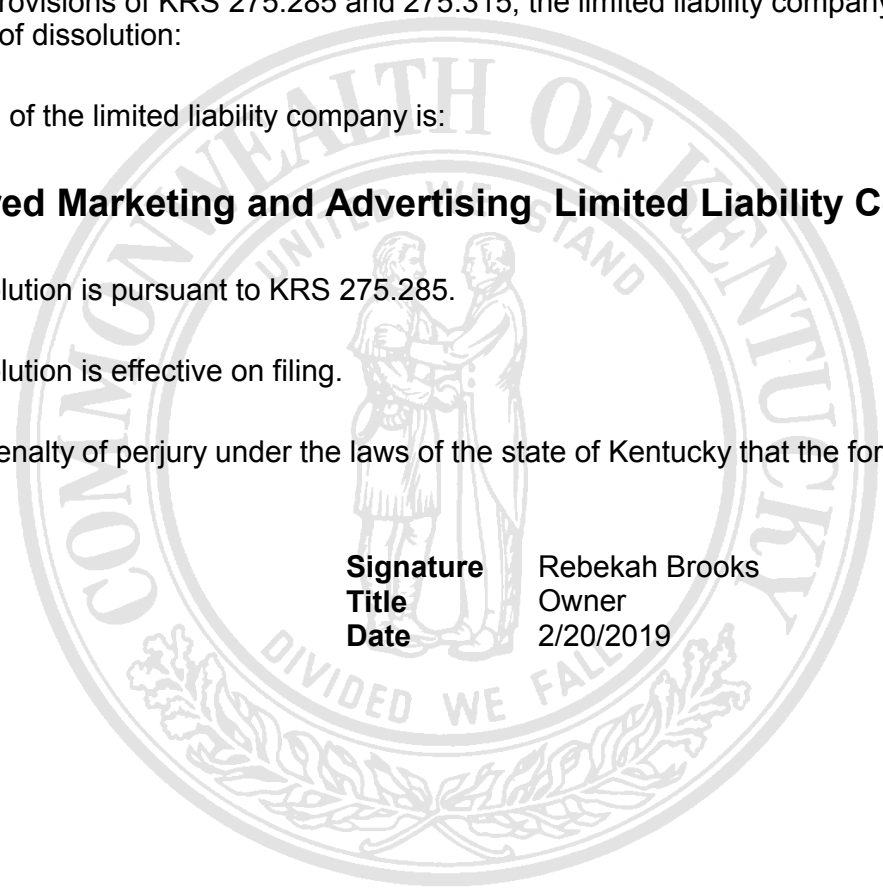 rovisions of KRS 275.285 and 275.315, the limited liability company
of dissolution:
of the limited liability company is:
ed Marketing and Advertising  Limited Liability C
lution is pursuant to KRS 275.285.
lution is effective on filing.
enalty of perjury under the laws of the state of Kentucky that the for
Signature Rebekah Brooks
Title Owner
Date 2/20/2019
COMMONWEALTH OF KENTUCKY
UNITED WE STAND
DIVIDED WE FALL